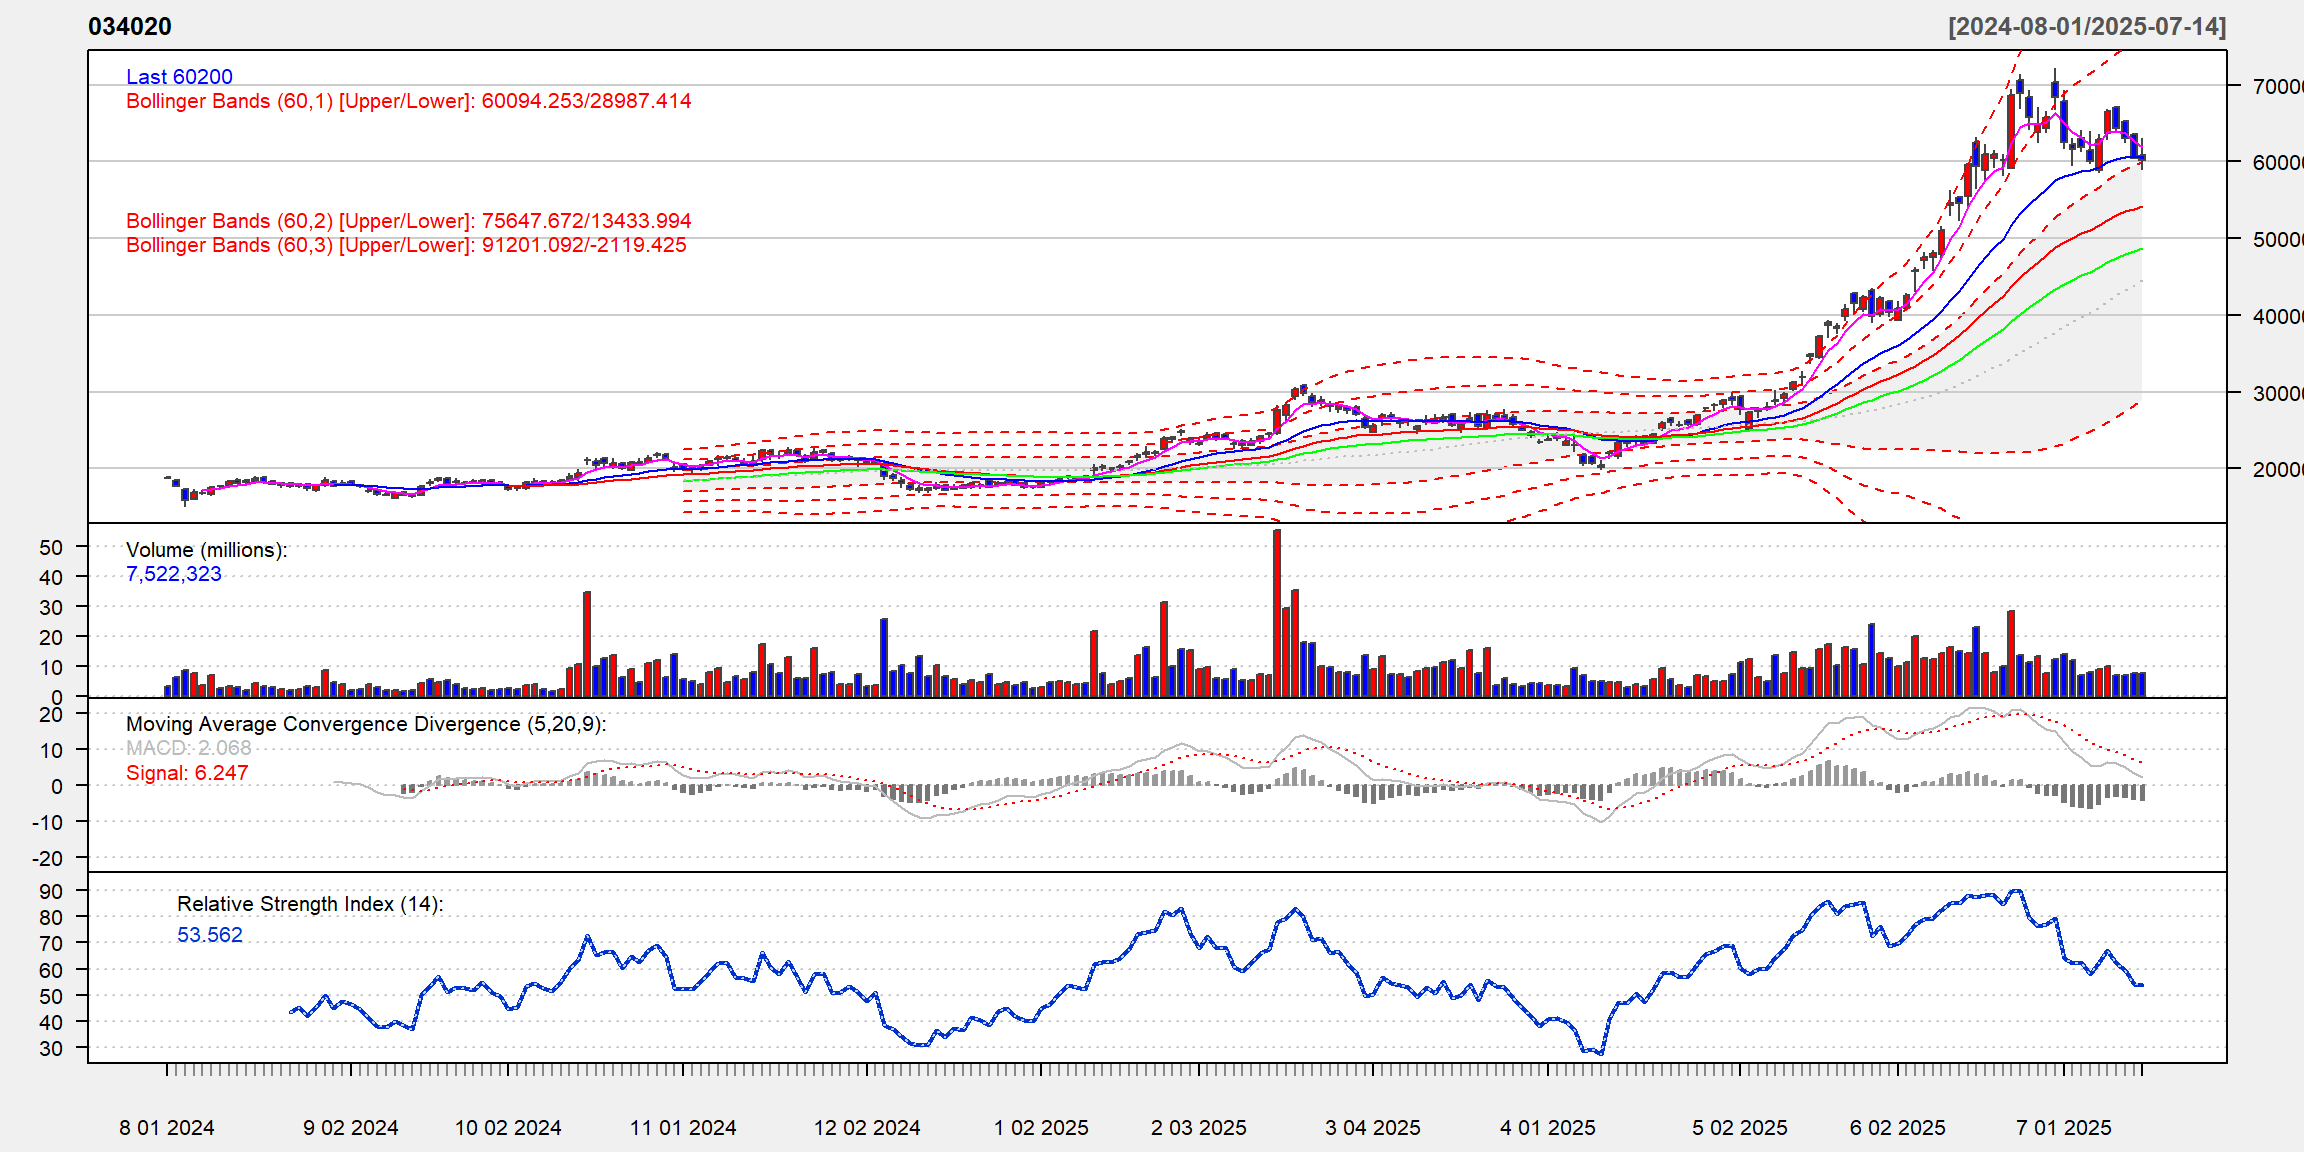 034020
[2024-08-01/2025-07-14]
Last 60200
Bollinger Bands (60,1) [Upper/Lower]: 60094.253/28987.414
Bollinger Bands (60,2) [Upper/Lower]: 75647.672/13433.994
Bollinger Bands (60,3) [Upper/Lower]: 91201.092/-2119.425
70000
60000
50000
40000
30000
20000
Volume (millions):
7,522,323
50
40
30
20
10
0
Moving Average Convergence Divergence (5,20,9):
MACD: 2.068
Signal: 6.247
20
10
0
-10
-20
Relative Strength Index (14):
53.562
90
80
70
60
50
40
30
8 01 2024
9 02 2024
10 02 2024
11 01 2024
12 02 2024
1 02 2025
2 03 2025
3 04 2025
4 01 2025
5 02 2025
6 02 2025
7 01 2025